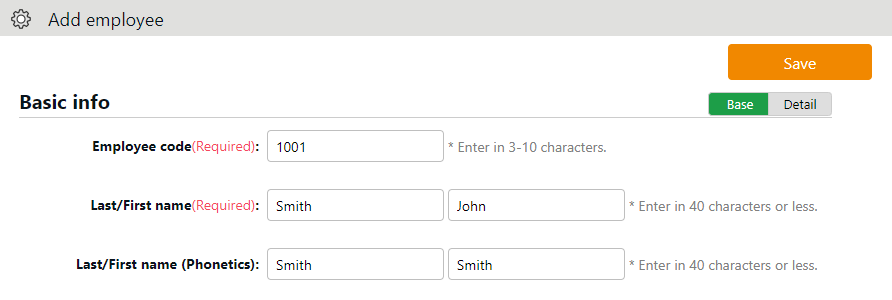 Add employee
Save
Basic info Base Detail
Employee code(Required): 1001 * Enter in 3-10 characters.
Last/First name(Required): Smith John * Enter in 40 characters or less.
Last/First name (Phonetics): Smith Smith * Enter in 40 characters or less.